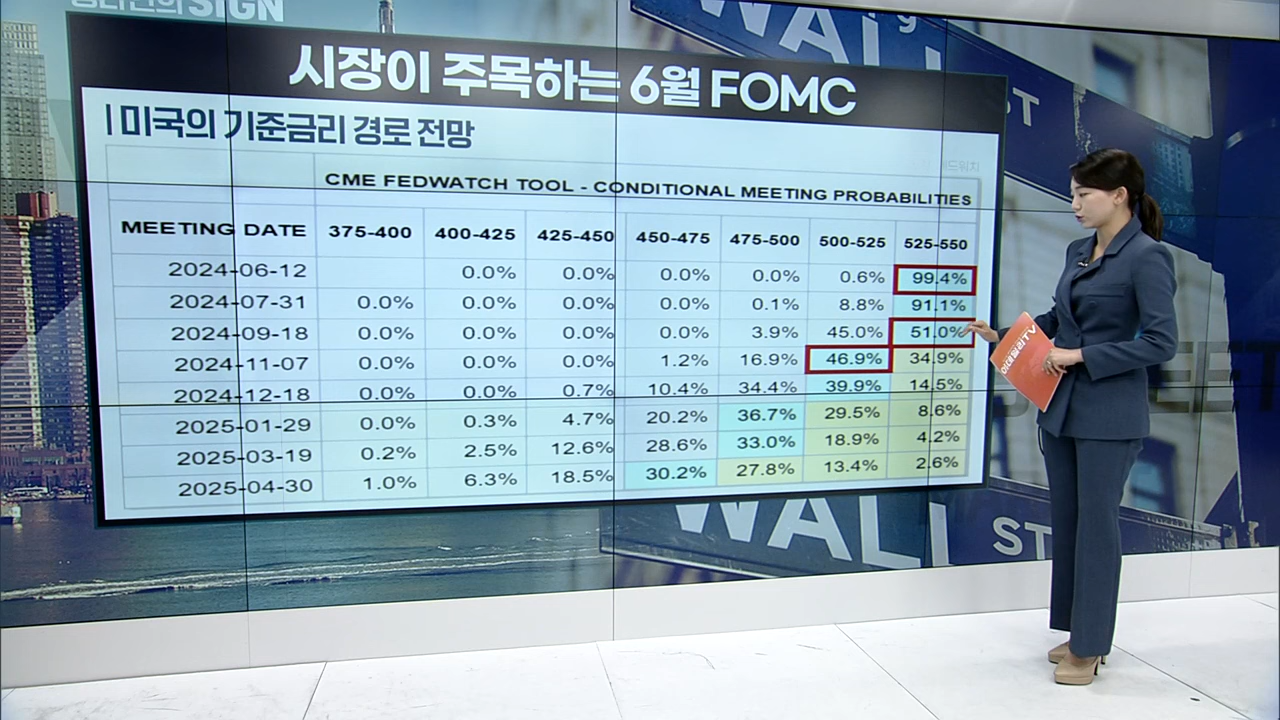 SIGN
시장이 주목하는 6월 FOMC
미국의 기준금리 경로 전망
CME FEDWATCH TOOL - CONDITIONAL MEETING PROBABILITIES
MEETING DATE 375-400 400-425 425-450 450-475 475-500 500-525 525-550
2024-06-12 0.0% 0.0% 0.0% 0.0% 0.6% 99.4%
2024-07-31 0.0% 0.0% 0.0% 0.0% 0.1% 8.8% 91.1%
2024-09-18 0.0% 0.0% 0.0% 0.0% 3.9% 45.0% 51.0%
2024-11-07 0.0% 0.0% 0.0% 1.2% 16.9% 46.9% 34.9%
2024-12-18 0.0% 0.0% 0.7% 10.4% 34.4% 39.9% 14.5%
2025-01-29 0.0% 0.3% 4.7% 20.2% 36.7% 29.5% 8.6%
2025-03-19 0.2% 2.5% 12.6% 28.6% 33.0% 18.9% 4.2%
2025-04-30 1.0% 6.3% 18.5% 30.2% 27.8% 13.4% 2.6%
이데일리TV
WALL
ST
WALL ST